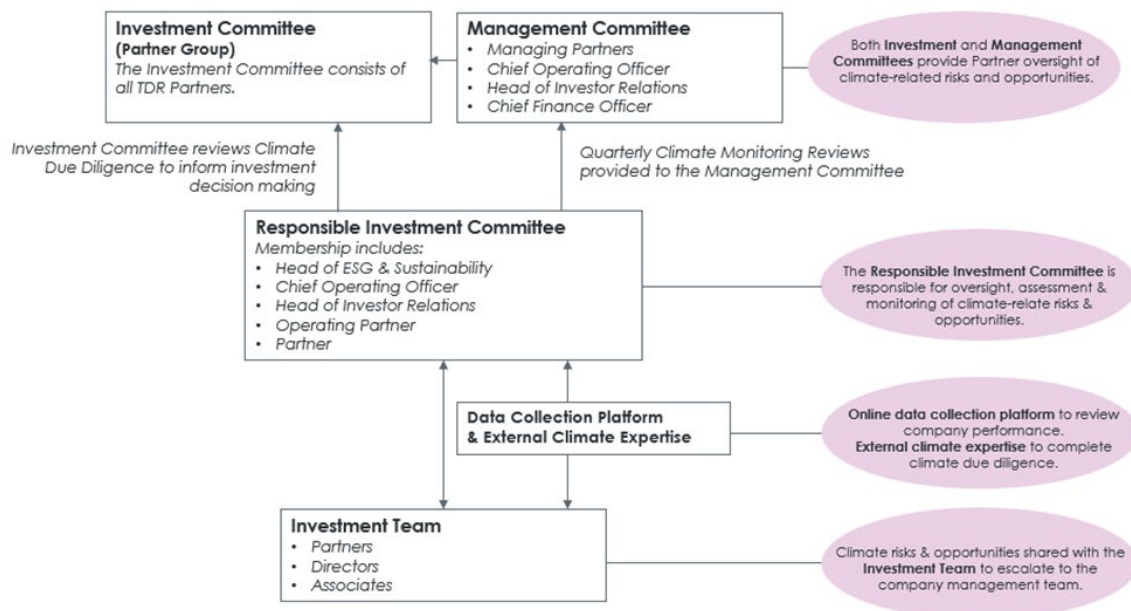 Investment Committee
(Partner Group)
The Investment Committee consists of
all TDR Partners.
Management Committee
• Managing Partners
• Chief Operating Officer
• Head of Investor Relations
• Chief Finance Officer
Both Investment and Management
Committees provide Partner oversight of
climate-related risks and opportunities.
Investment Committee reviews Climate
Due Diligence to inform investment
decision making
Quarterly Climate Monitoring Reviews
provided to the Management Committee
Responsible Investment Committee
Membership includes:
• Head of ESG & Sustainability
• Chief Operating Officer
• Head of Investor Relations
• Operating Partner
• Partner
The Responsible Investment Committee is
responsible for oversight, assessment &
monitoring of climate-relate risks &
opportunities.
Data Collection Platform
& External Climate Expertise
Online data collection platform to review
company performance.
External climate expertise to complete
climate due diligence.
Investment Team
• Partners
• Directors
• Associates
Climate risks & opportunities shared with the
Investment Team to escalate to the
company management team.